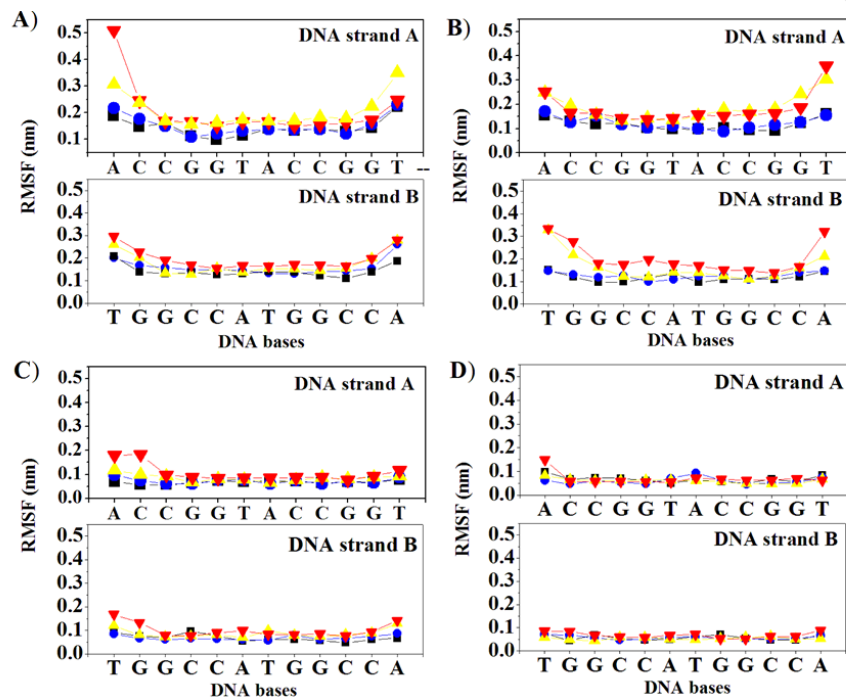 A)
DNA strand A
0.5
0.4
0.3
0.2
0.1
A C C G G T A C C G G T --
RMSF (nm)
DNA strand B
0.5
0.4
0.3
0.2
0.1
0.0
T G G C C A T G G C C A
DNA bases
B)
DNA strand A
0.5
0.4
0.3
0.2
0.1
0.0
A C C G G T A C C G G T
RMSF (nm)
DNA strand B
0.5
0.4
0.3
0.2
0.1
0.0
T G G C C A T G G C C A
DNA bases
C)
DNA strand A
0.5
0.4
0.3
0.2
0.1
0.0
A C C G G T A C C G G T
RMSF (nm)
DNA strand B
0.5
0.4
0.3
0.2
0.1
0.0
T G G C C A T G G C C A
DNA bases
D)
DNA strand A
0.5
0.4
0.3
0.2
0.1
0.0
A C C G G T A C C G G T
RMSF (nm)
DNA strand B
0.5
0.4
0.3
0.2
0.1
0.0
T G G C C A T G G C C A
DNA bases